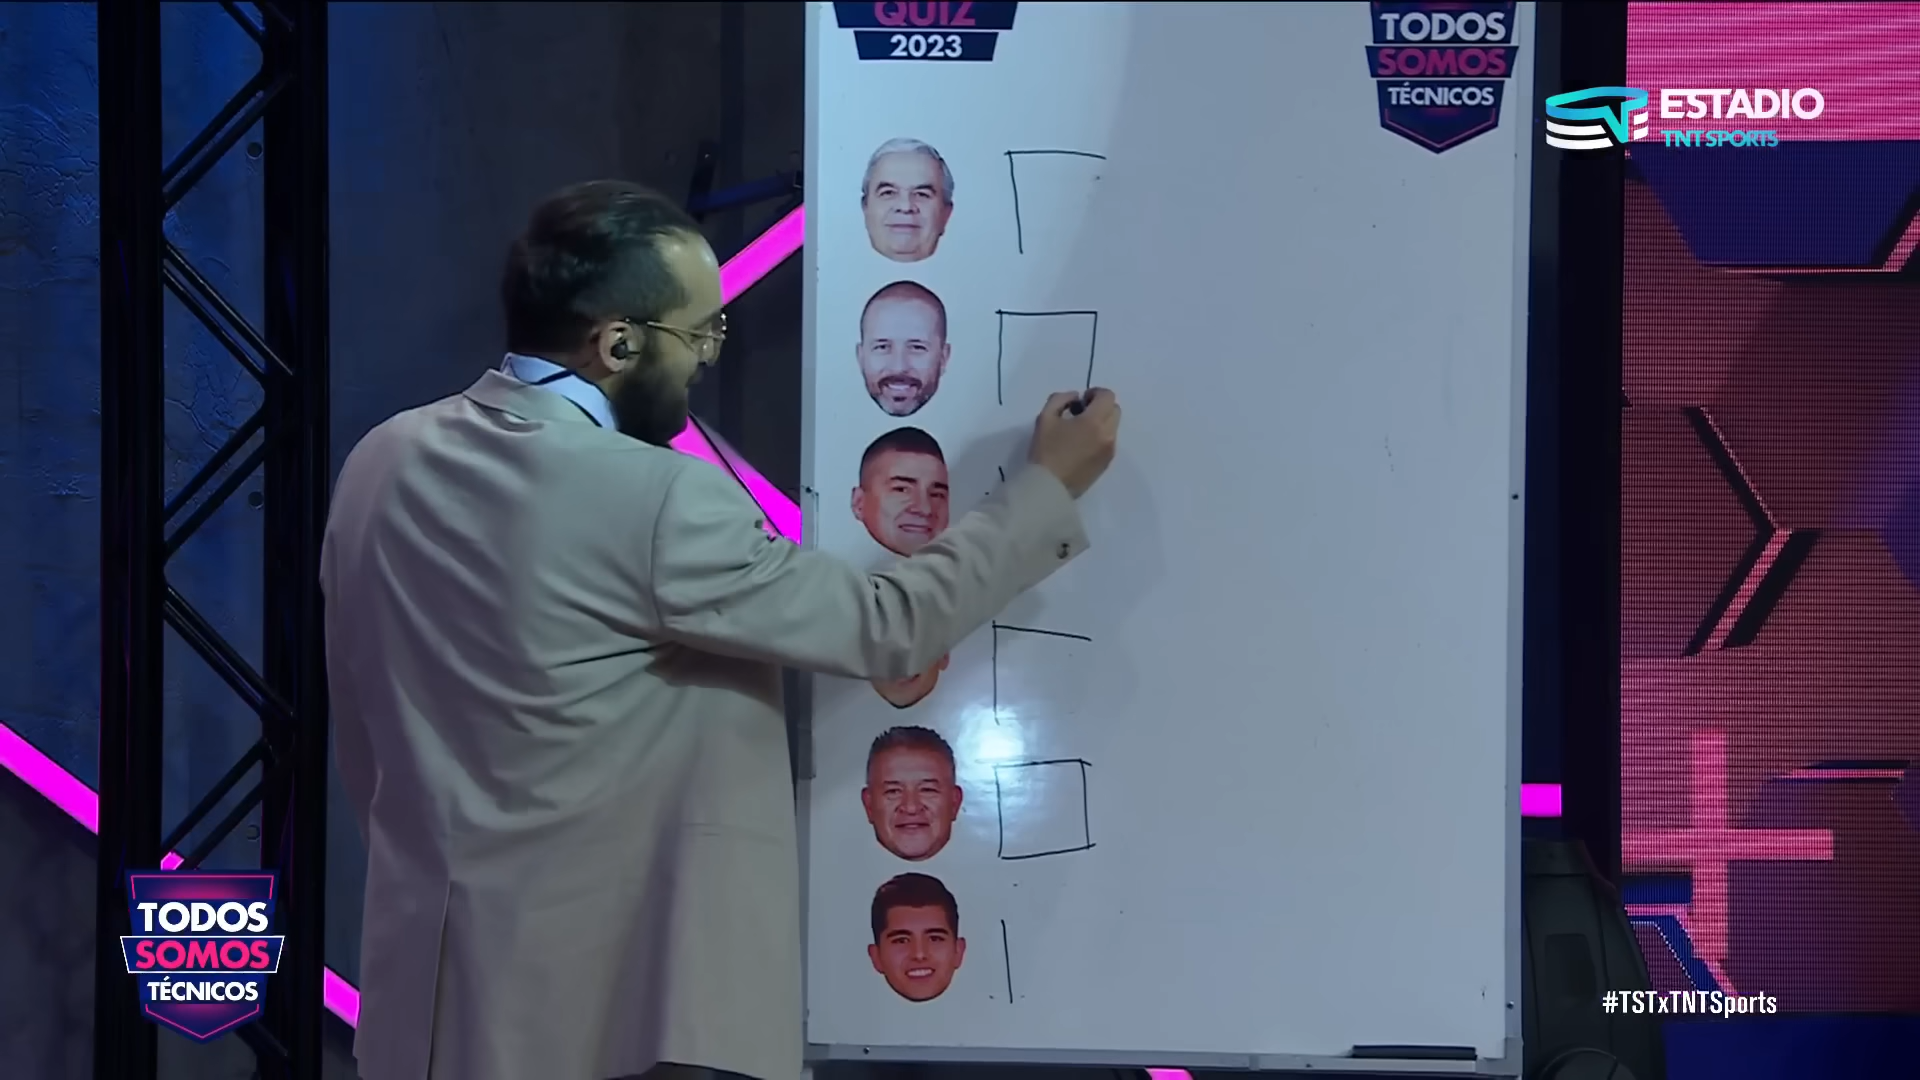 QUIZ
2023
TODOS
SOMOS
TÉCNICOS
ESTADIO
TNT SPORTS
TODOS
SOMOS
TÉCNICOS
#TSTxTNTSports